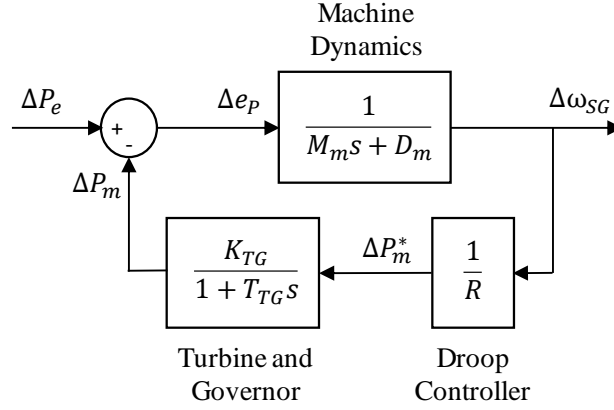 Machine
Dynamics
ΔP_e
+
-
Δe_P
1
M_m s + D_m
Δω_SG
ΔP_m
K_TG
1 + T_TG s
ΔP_m^*
1
R
Turbine and
Governor
Droop
Controller